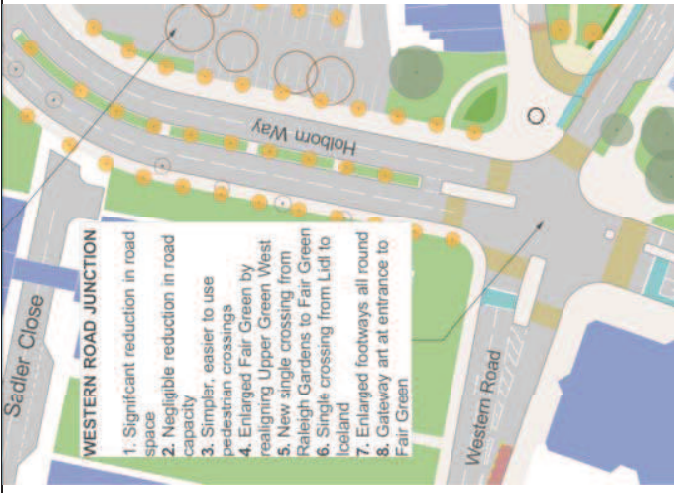 Holborn Way
Sadler Close
WESTERN ROAD JUNCTION
1. Significant reduction in road
space
2. Negligible reduction in road
capacity
3. Simpler, easier to use
pedestrian crossings
4. Enlarged Fair Green by
realigning Upper Green West
5. New single crossing from
Raleigh Gardens to Fair Green
6. Single crossing from Lidl to
Iceland
7. Enlarged footways all round
8. Gateway art at entrance to
Fair Green
Western Road